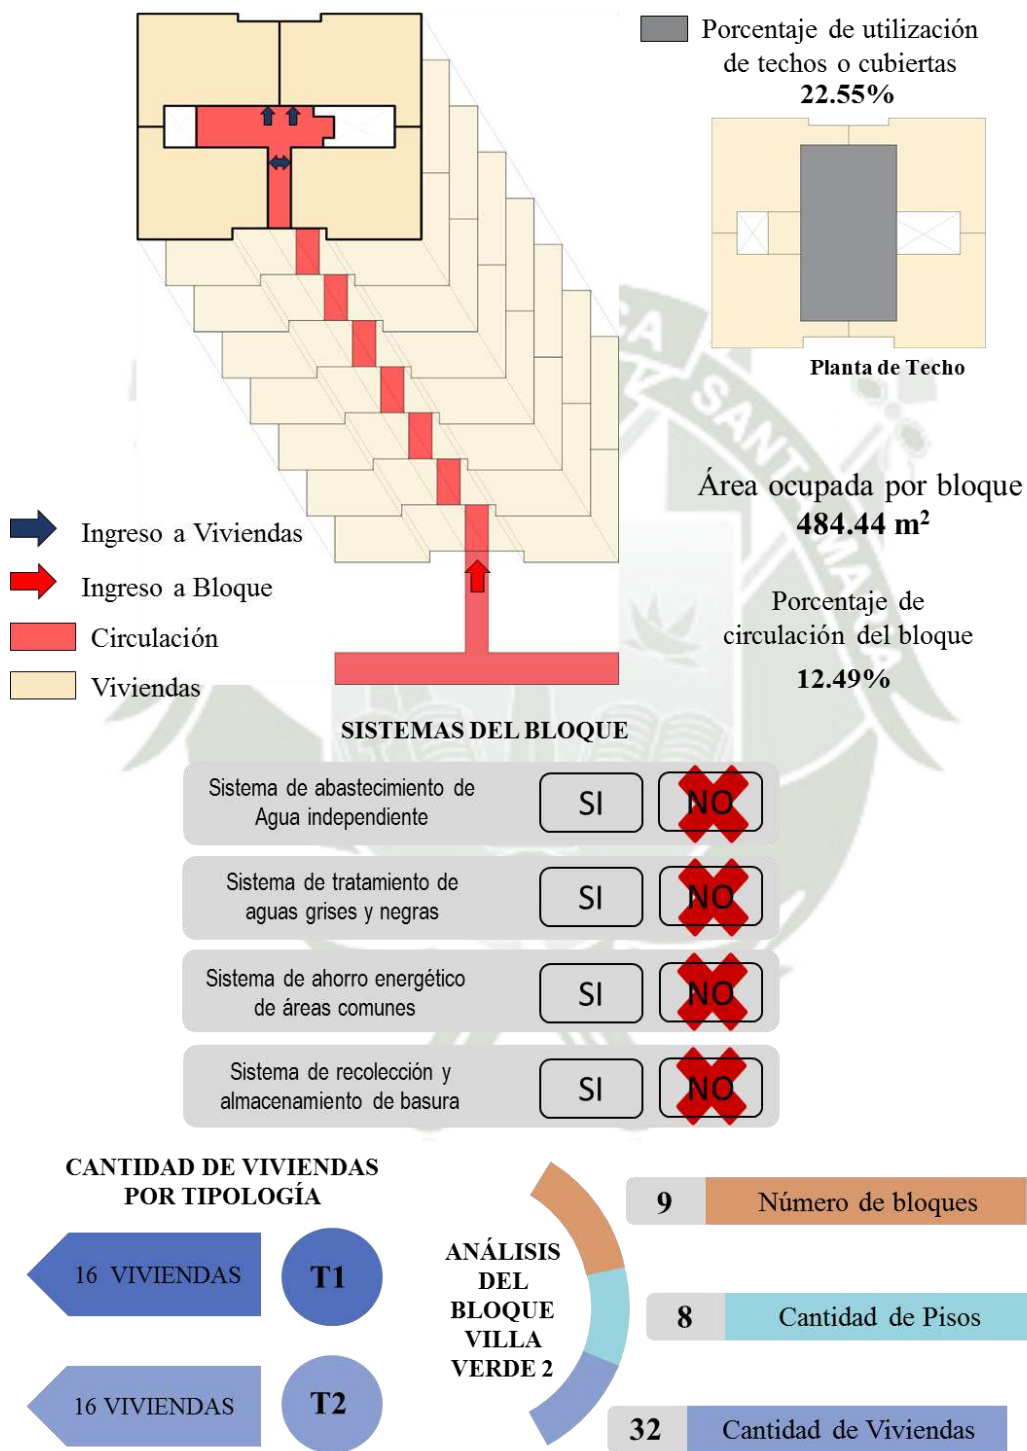 Porcentaje de utilización
de techos o cubiertas
22.55%
Planta de Techo
Área ocupada por bloque
484.44 m²
Porcentaje de
circulación del bloque
12.49%
Ingreso a Viviendas
Ingreso a Bloque
Circulación
Viviendas
CA SANTA MARÍA
SISTEMAS DEL BLOQUE
Sistema de abastecimiento de
Agua independiente
SI NO
Sistema de tratamiento de
aguas grises y negras
SI NO
Sistema de ahorro energético
de áreas comunes
SI NO
Sistema de recolección y
almacenamiento de basura
SI NO
CANTIDAD DE VIVIENDAS
POR TIPOLOGÍA
16 VIVIENDAS T1
16 VIVIENDAS T2
ANÁLISIS
DEL
BLOQUE
VILLA
VERDE 2
9 Número de bloques
8 Cantidad de Pisos
32 Cantidad de Viviendas